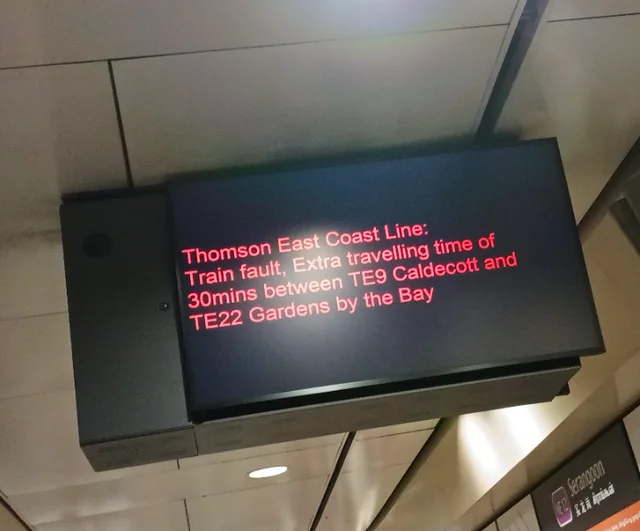 Thomson East Coast Line:
Train fault, Extra travelling time of
30mins between TE9 Caldecott and
TE22 Gardens by the Bay
Serangoon